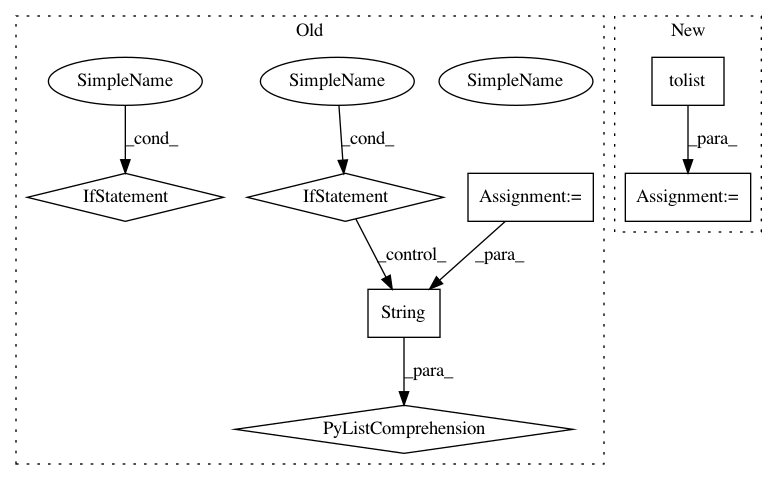 Old
New
SimpleName
SimpleName
SimpleName
tolist
_cond_
_cond_
_para_
IfStatement
IfStatement
Assignment:=
Assignment:=
_control_
_para_
String
_para_
PyListComprehension